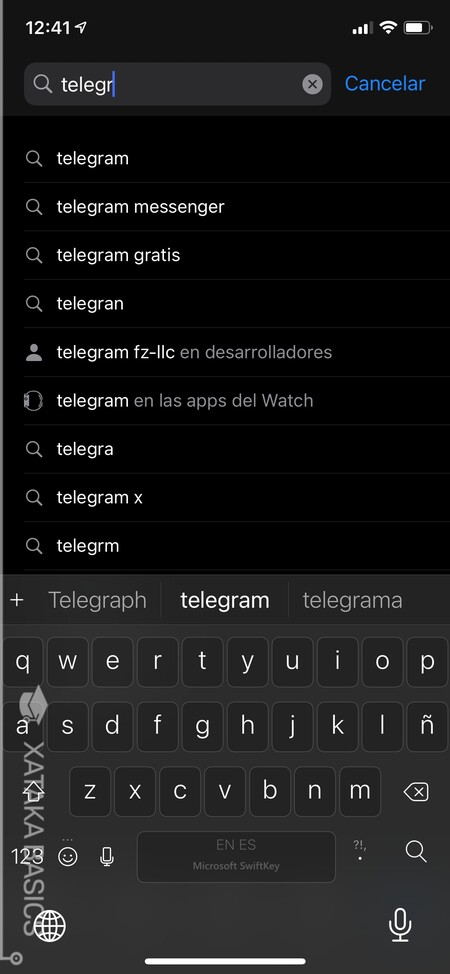 12:41
telegr
Cancelar
telegram
telegram messenger
telegram gratis
telegran
telegram fz-llc en desarrolladores
telegram en las apps del Watch
telegra
telegram x
telegrm
+ Telegraph telegram telegrama
q w e r t y u i o p
a s d f g h j k l ñ
z x c v b n m
123 EN ES ?!,
Microsoft SwiftKey .
XATAKA BASICS